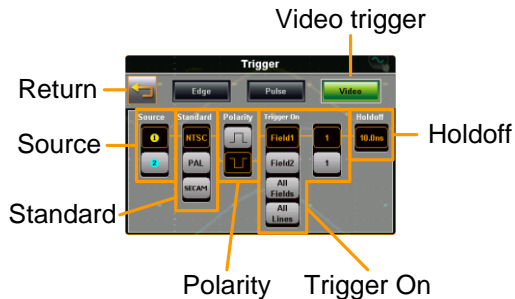 Video trigger
Trigger
Return
Edge Pulse Video
Source Standard Polarity Trigger On Holdoff
1 NTSC Field1 1 10.0ns
Source
Holdoff
2 PAL Field2 1
SECAM All Fields
All Lines
Standard
Polarity Trigger On